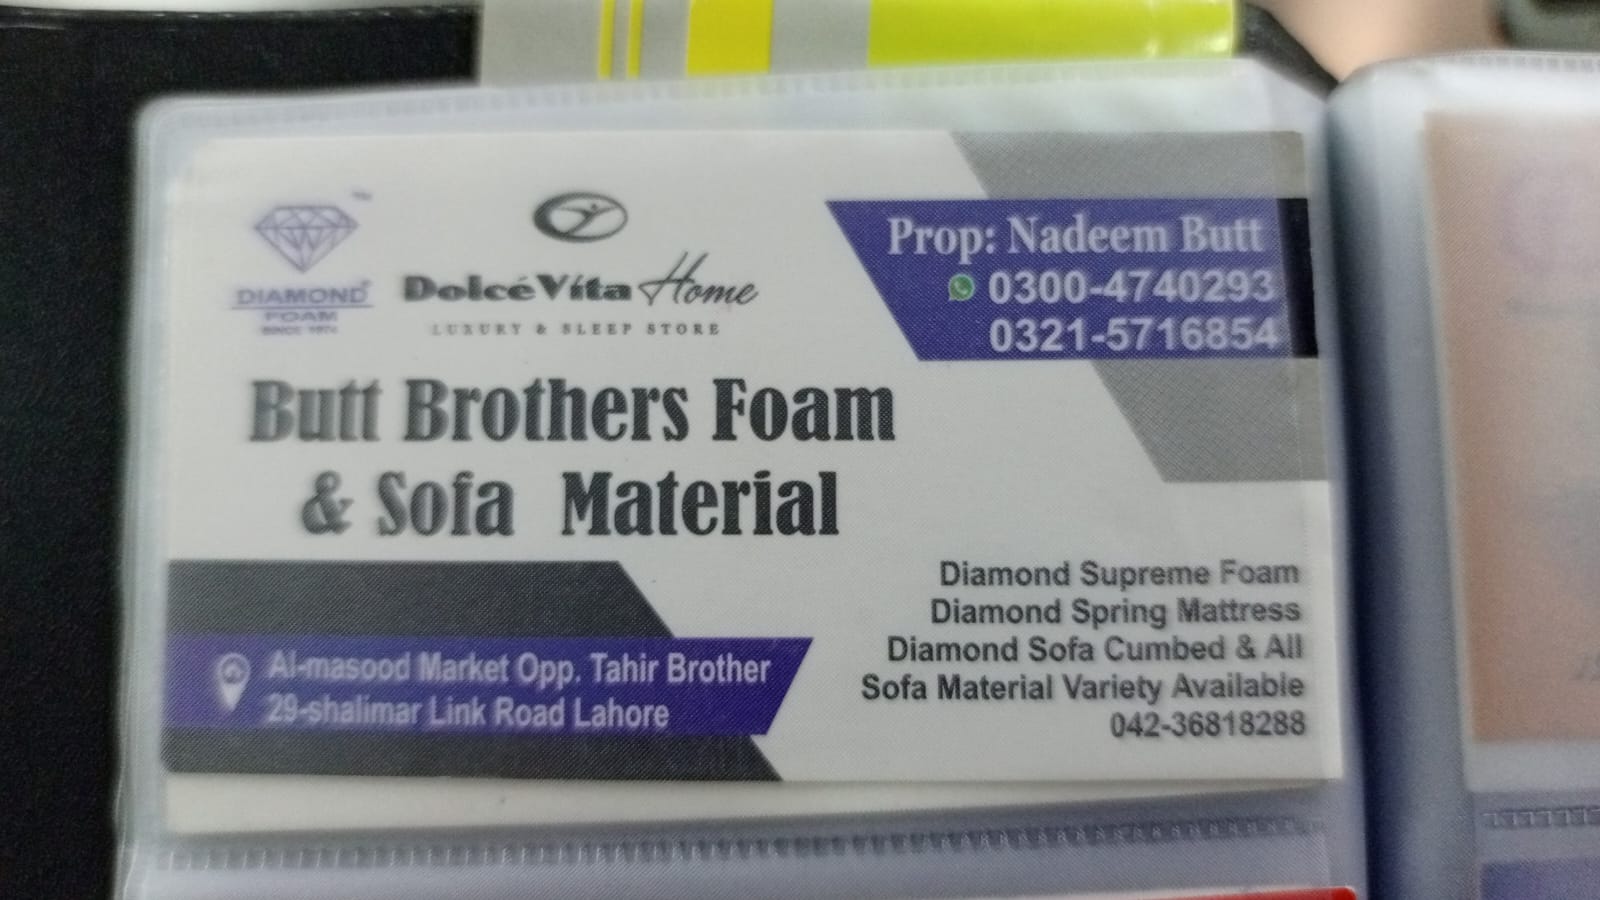 DIAMOND
FOAM
SINCE 1974
DolcéVita Home
LUXURY & SLEEP STORE
Prop: Nadeem Butt
0300-4740293
0321-5716854
Butt Brothers Foam
& Sofa Material
Al-masood Market Opp. Tahir Brother
29-shalimar Link Road Lahore
Diamond Supreme Foam
Diamond Spring Mattress
Diamond Sofa Cumbed & All
Sofa Material Variety Available
042-36818288